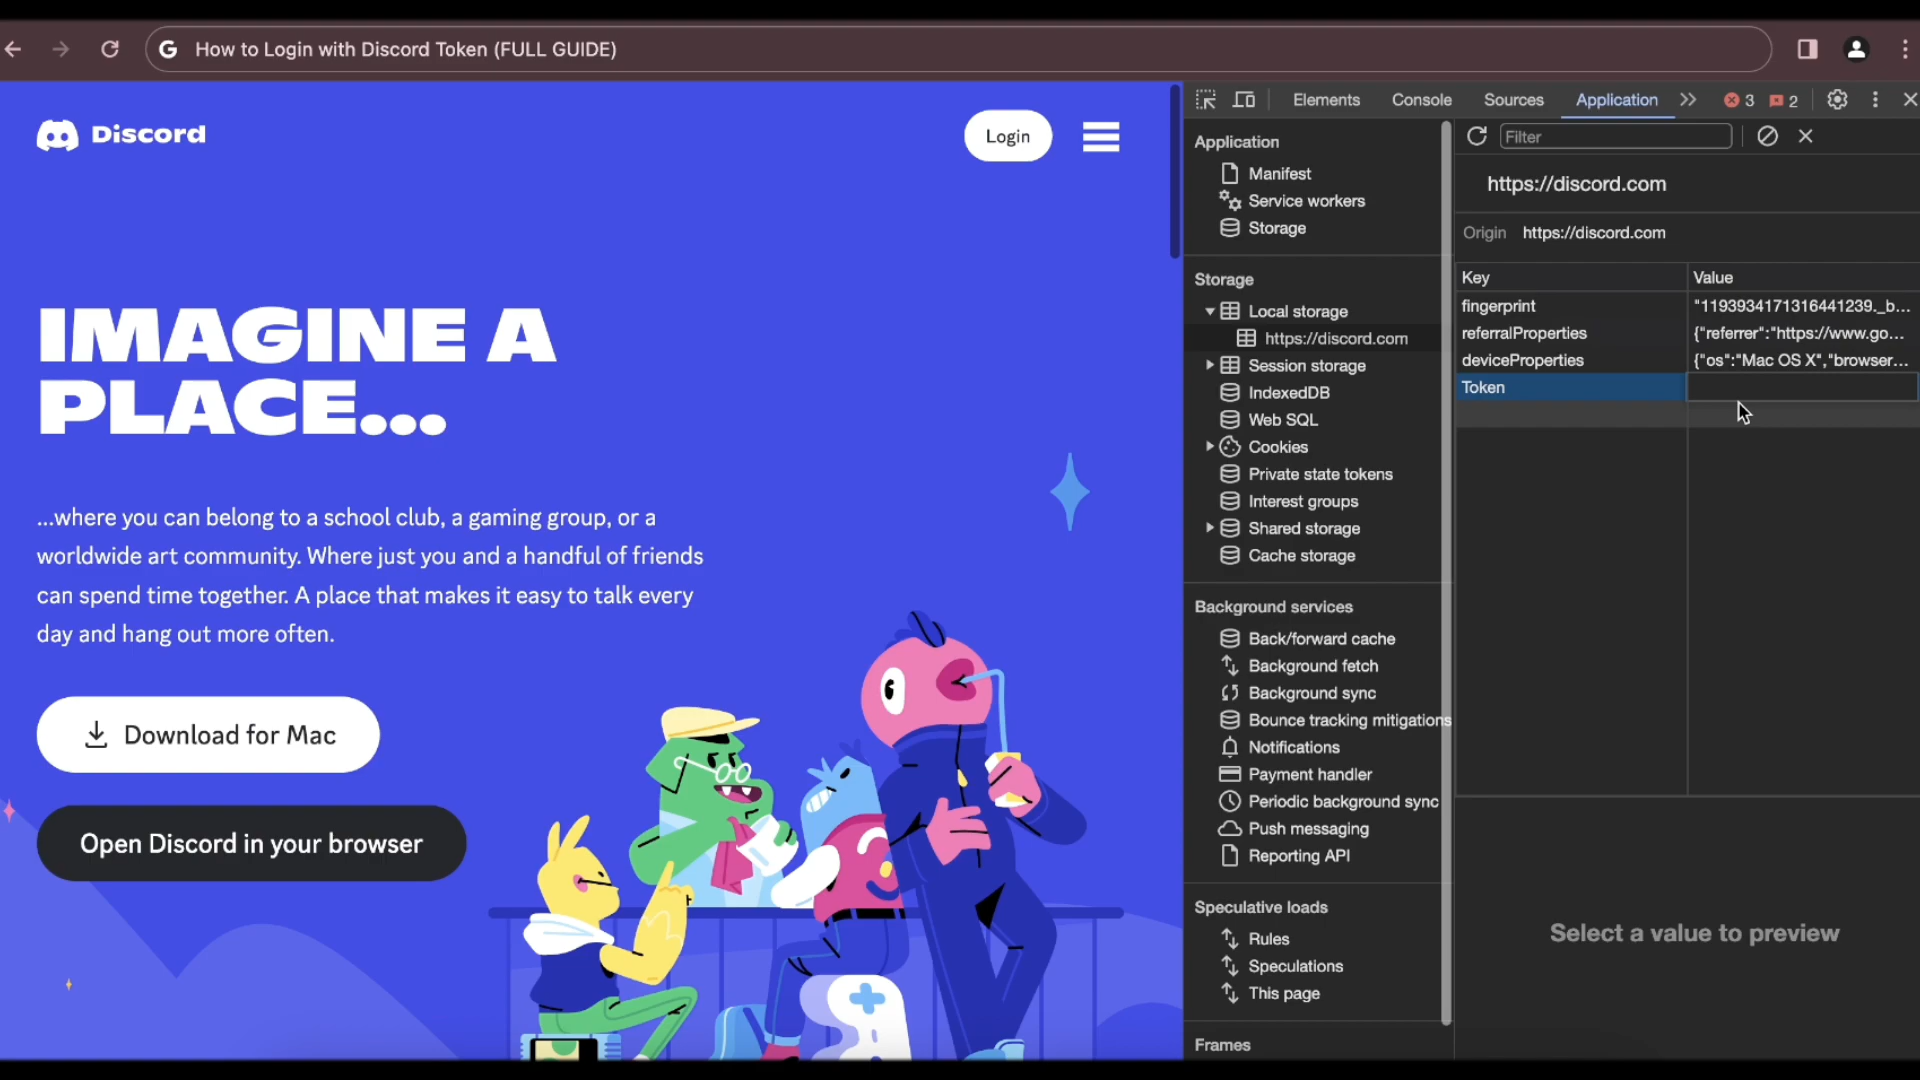 How to Login with Discord Token (FULL GUIDE)
Discord
Login
IMAGINE A
PLACE...
...where you can belong to a school club, a gaming group, or a
worldwide art community. Where just you and a handful of friends
can spend time together. A place that makes it easy to talk every
day and hang out more often.
Download for Mac
Open Discord in your browser
Elements Console Sources Application 3 2
Application
Manifest
Service workers
Storage
Storage
Local storage
https://discord.com
Session storage
IndexedDB
Web SQL
Cookies
Private state tokens
Interest groups
Shared storage
Cache storage
Background services
Back/forward cache
Background fetch
Background sync
Bounce tracking mitigations
Notifications
Payment handler
Periodic background sync
Push messaging
Reporting API
Speculative loads
Rules
Speculations
This page
Frames
Filter
https://discord.com
Origin https://discord.com
Key Value
fingerprint "1193934171316441239._b...
referralProperties {"referrer":"https://www.go...
deviceProperties {"os":"Mac OS X","browser...
Token
Select a value to preview